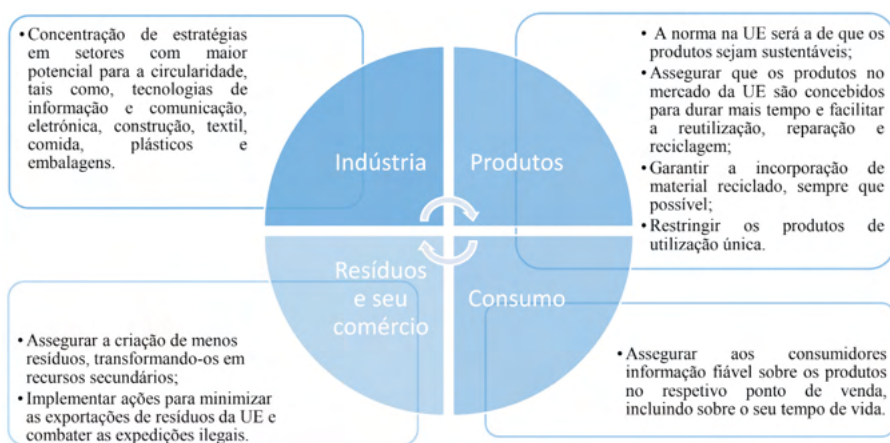 • Concentração de estratégias
em setores com maior
potencial para a circularidade,
tais como, tecnologias de
informação e comunicação,
eletrónica, construção, textil,
comida, plásticos e
embalagens.
Indústria
Produtos
• A norma na UE será a de que os
produtos sejam sustentáveis;
• Assegurar que os produtos no
mercado da UE são concebidos
para durar mais tempo e facilitar
a reutilização, reparação e
reciclagem;
• Garantir a incorporação de
material reciclado, sempre que
possível;
• Restringir os produtos de
utilização única.
Resíduos
e seu
comércio
Consumo
• Assegurar a criação de menos
resíduos, transformando-os em
recursos secundários;
• Implementar ações para minimizar
as exportações de resíduos da UE e
combater as expedições ilegais.
• Assegurar aos consumidores
informação fiável sobre os produtos
no respetivo ponto de venda,
incluindo sobre o seu tempo de vida.